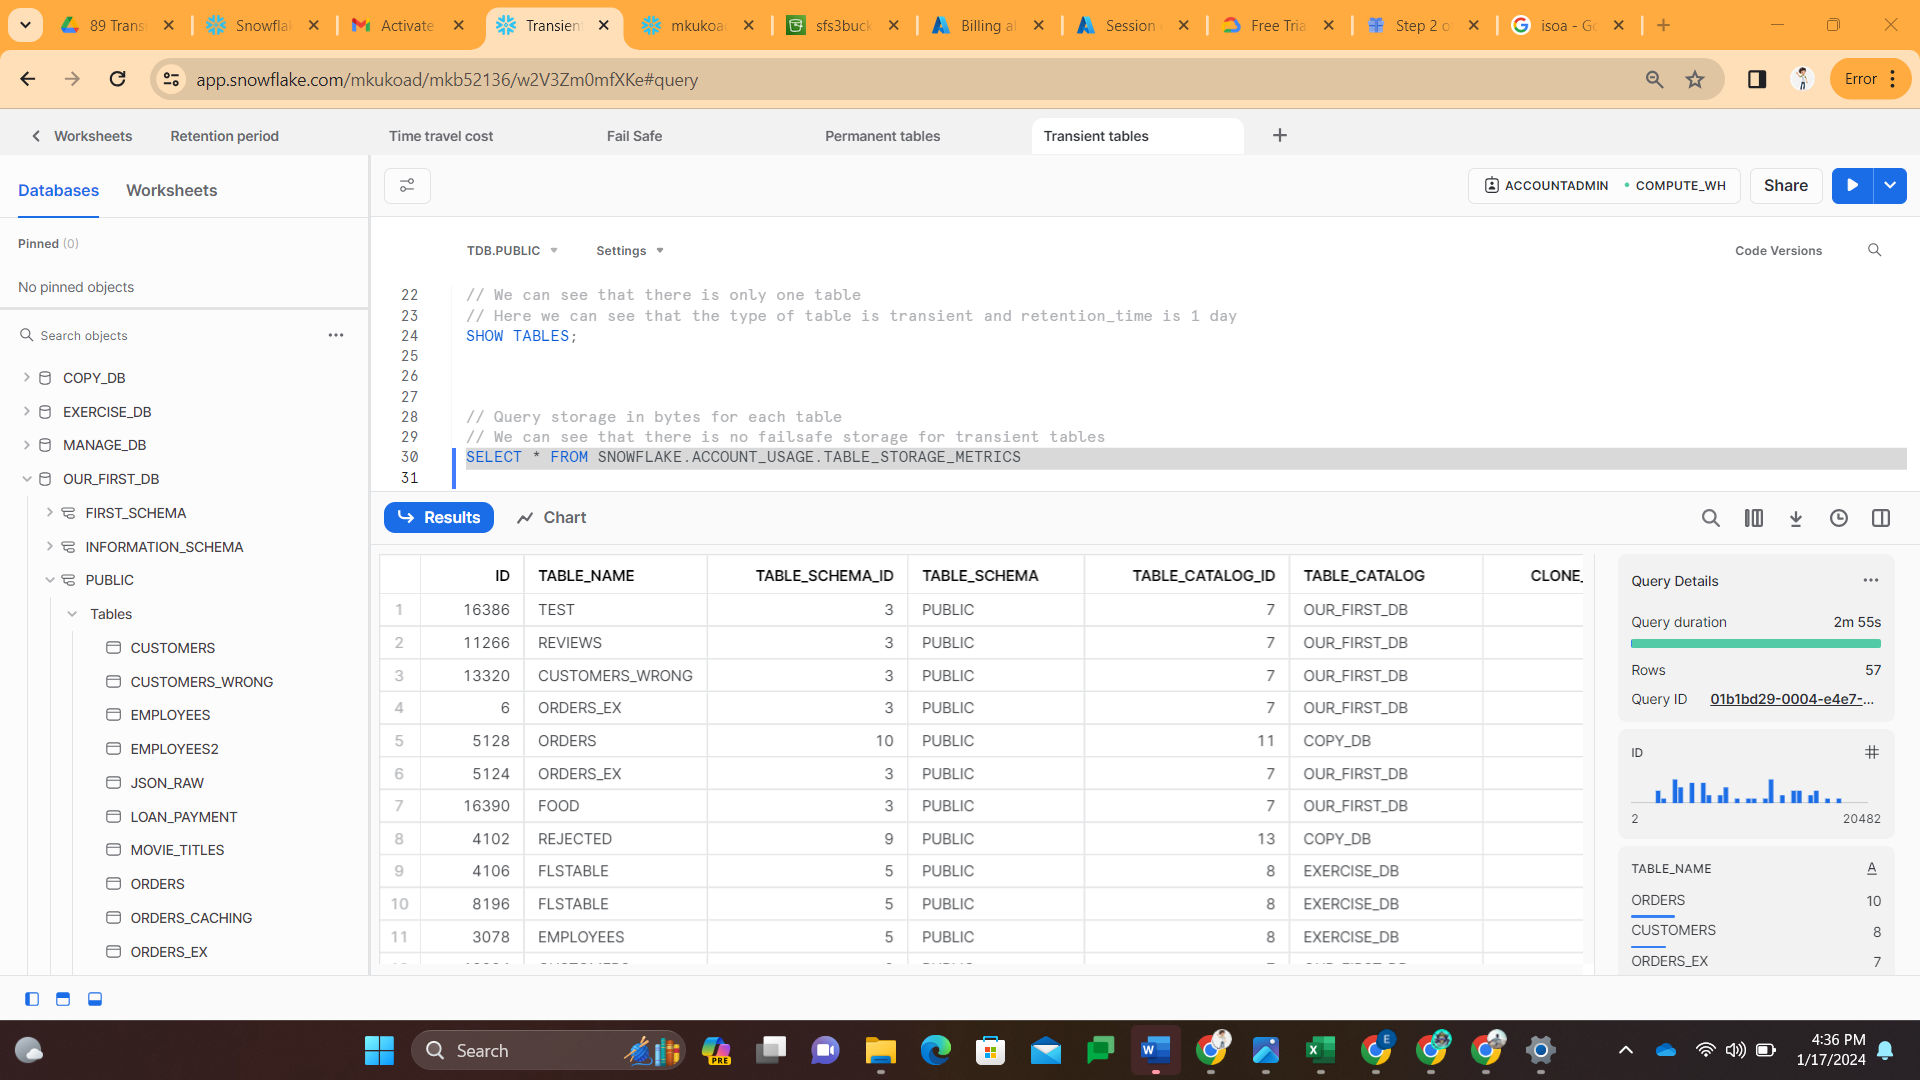 89 Trans
Snowflak
Activate
Transien
mkukoad
sfs3buck
Billing al
Session
Free Tria
Step 2 o
isoa - Go
app.snowflake.com/mkukoad/mkb52136/w2V3Zm0mfXKe#query
Error
Worksheets
Retention period
Time travel cost
Fail Safe
Permanent tables
Transient tables
Databases
Worksheets
ACCOUNTADMIN
COMPUTE_WH
Share
Pinned (0)
No pinned objects
Search objects
COPY_DB
EXERCISE_DB
MANAGE_DB
OUR_FIRST_DB
FIRST_SCHEMA
INFORMATION_SCHEMA
PUBLIC
Tables
CUSTOMERS
CUSTOMERS_WRONG
EMPLOYEES
EMPLOYEES2
JSON_RAW
LOAN_PAYMENT
MOVIE_TITLES
ORDERS
ORDERS_CACHING
ORDERS_EX
TDB.PUBLIC
Settings
Code Versions
22 // We can see that there is only one table
23 // Here we can see that the type of table is transient and retention_time is 1 day
24 SHOW TABLES;
25
26
27
28 // Query storage in bytes for each table
29 // We can see that there is no failsafe storage for transient tables
30 SELECT * FROM SNOWFLAKE.ACCOUNT_USAGE.TABLE_STORAGE_METRICS
31
Results
Chart
ID TABLE_NAME TABLE_SCHEMA_ID TABLE_SCHEMA TABLE_CATALOG_ID TABLE_CATALOG CLONE_
1 16386 TEST 3 PUBLIC 7 OUR_FIRST_DB
2 11266 REVIEWS 3 PUBLIC 7 OUR_FIRST_DB
3 13320 CUSTOMERS_WRONG 3 PUBLIC 7 OUR_FIRST_DB
4 6 ORDERS_EX 3 PUBLIC 7 OUR_FIRST_DB
5 5128 ORDERS 10 PUBLIC 11 COPY_DB
6 5124 ORDERS_EX 3 PUBLIC 7 OUR_FIRST_DB
7 16390 FOOD 3 PUBLIC 7 OUR_FIRST_DB
8 4102 REJECTED 9 PUBLIC 13 COPY_DB
9 4106 FLSTABLE 5 PUBLIC 8 EXERCISE_DB
10 8196 FLSTABLE 5 PUBLIC 8 EXERCISE_DB
11 3078 EMPLOYEES 5 PUBLIC 8 EXERCISE_DB
Query Details
Query duration 2m 55s
Rows 57
Query ID 01b1bd29-0004-e4e7-...
ID
2 20482
TABLE_NAME A
ORDERS 10
CUSTOMERS 8
ORDERS_EX 7
Search
PRE
E
4:36 PM
1/17/2024